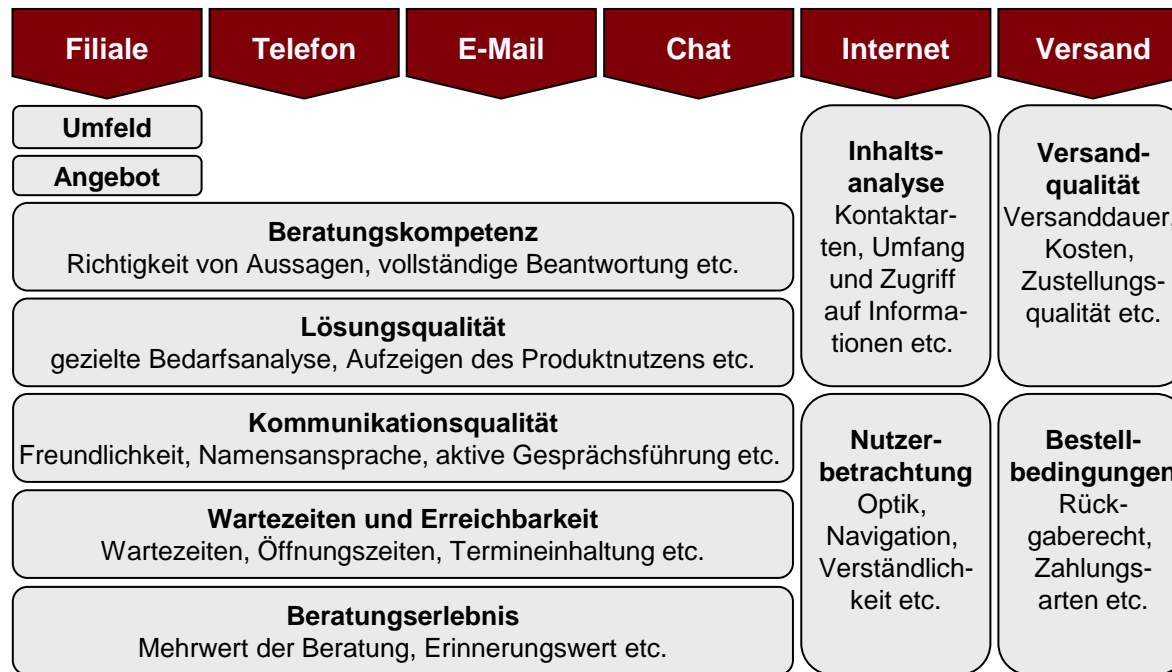 Filiale
Telefon
E-Mail
Chat
Internet
Versand
Umfeld
Angebot
Beratungskompetenz
Richtigkeit von Aussagen, vollständige Beantwortung etc.
Lösungsqualität
gezielte Bedarfsanalyse, Aufzeigen des Produktnutzens etc.
Kommunikationsqualität
Freundlichkeit, Namensansprache, aktive Gesprächsführung etc.
Wartezeiten und Erreichbarkeit
Wartezeiten, Öffnungszeiten, Termineinhaltung etc.
Beratungserlebnis
Mehrwert der Beratung, Erinnerungswert etc.
Inhalts-
analyse
Kontaktar-
ten, Umfang
und Zugriff
auf Informa-
tionen etc.
Nutzer-
betrachtung
Optik,
Navigation,
Verständlich-
keit etc.
Versand-
qualität
Versanddauer,
Kosten,
Zustellungs-
qualität etc.
Bestell-
bedingungen
Rück-
gaberecht,
Zahlungs-
arten etc.